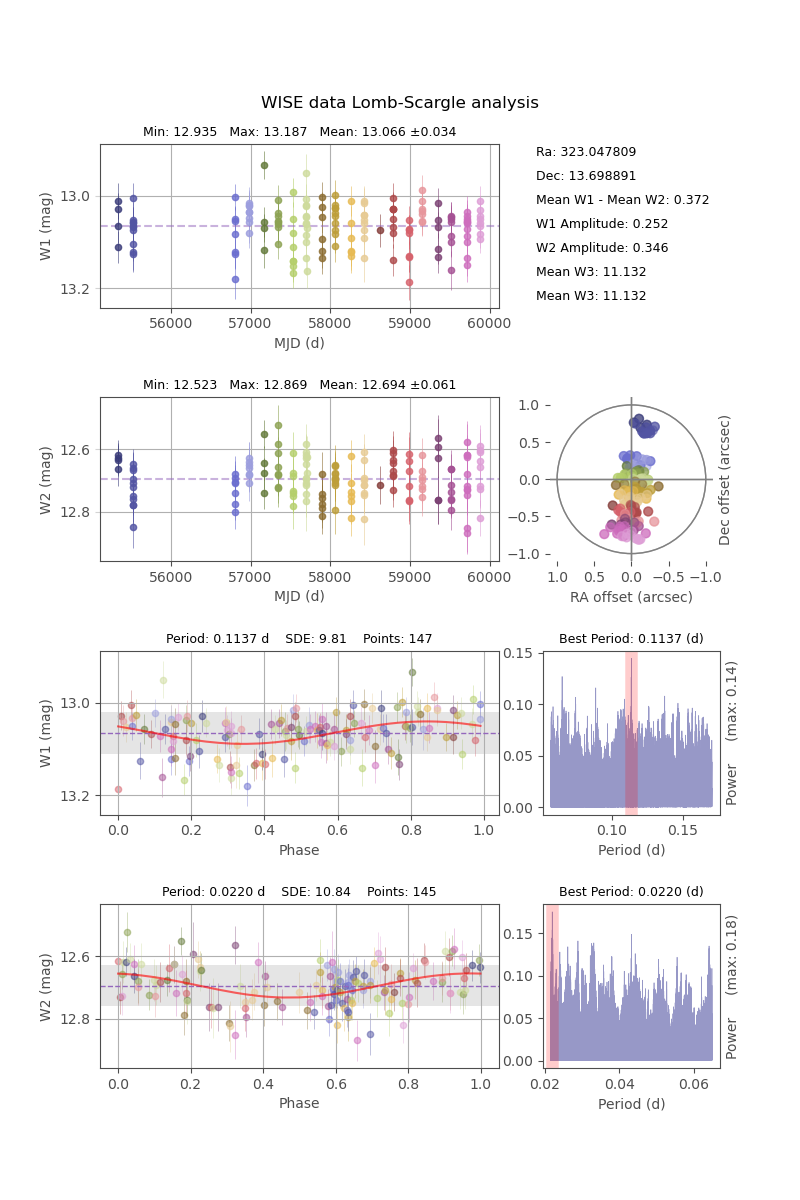 WISE data Lomb-Scargle analysis
Min: 12.935   Max: 13.187   Mean: 13.066 ±0.034
W1 (mag)
13.0
13.2
56000 57000 58000 59000 60000
MJD (d)
Ra: 323.047809
Dec: 13.698891
Mean W1 - Mean W2: 0.372
W1 Amplitude: 0.252
W2 Amplitude: 0.346
Mean W3: 11.132
Mean W3: 11.132
Min: 12.523   Max: 12.869   Mean: 12.694 ±0.061
W2 (mag)
12.6
12.8
56000 57000 58000 59000 60000
MJD (d)
1.0
0.5
0.0
−0.5
−1.0
1.0 0.5 0.0 −0.5 −1.0
RA offset (arcsec)
Dec offset (arcsec)
Period: 0.1137 d    SDE: 9.81    Points: 147
W1 (mag)
13.0
13.2
0.0 0.2 0.4 0.6 0.8 1.0
Phase
Best Period: 0.1137 (d)
0.15
0.10
0.05
0.00
0.10 0.15
Period (d)
Power     (max: 0.14)
Period: 0.0220 d    SDE: 10.84    Points: 145
W2 (mag)
12.6
12.8
0.0 0.2 0.4 0.6 0.8 1.0
Phase
Best Period: 0.0220 (d)
0.15
0.10
0.05
0.00
0.02 0.04 0.06
Period (d)
Power     (max: 0.18)